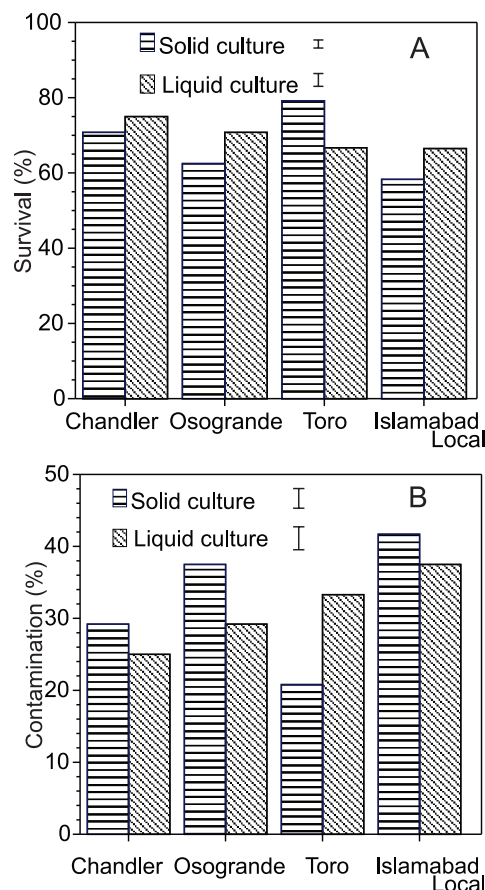 100
80
60
40
20
0
Survival (%)
A
Solid culture
Liquid culture
Chandler Osogrande Toro Islamabad
Local
50
40
30
20
10
0
Contamination (%)
B
Solid culture
Liquid culture
Chandler Osogrande Toro Islamabad
Local